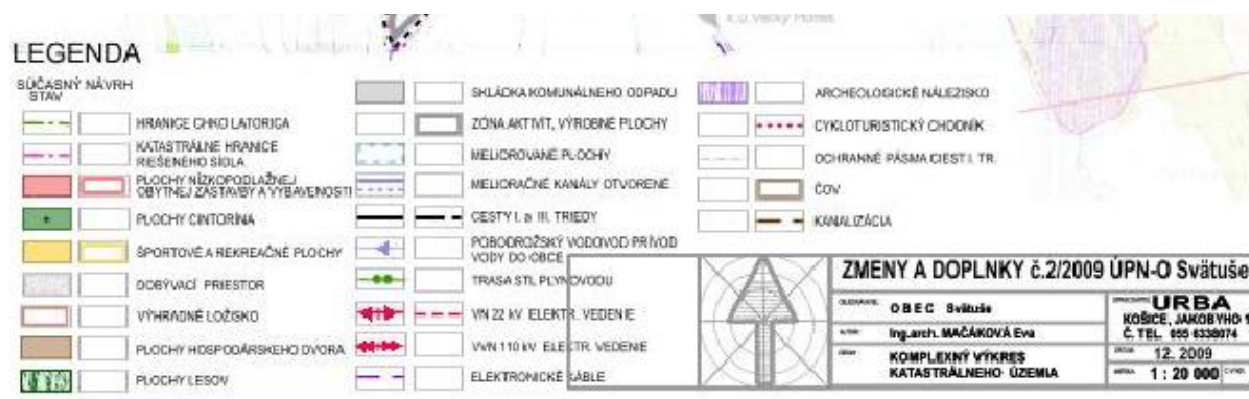 k.ú. Veľký Horeš
LEGENDA
SÚČASNÝ NÁVRH
STAV
HRANICE CHKO LATORICA
KATASTRÁLNE HRANICE
RIEŠENÉHO SÍDLA
PLOCHY NÍZKOPODLAŽNEJ
OBYTNEJ ZÁSTAVBY A VYBAVENOSTI
PLOCHY CINTORÍNA
ŠPORTOVÉ A REKREAČNÉ PLOCHY
DOBÝVACÍ PRIESTOR
VÝHRADNÉ LOŽISKO
PLOCHY HOSPODÁRSKEHO DVORA
PLOCHY LESOV
SKLÁDKA KOMUNÁLNEHO ODPADU
ZÓNA AKTIVÍT, VÝROBNÉ PLOCHY
MELIOROVANÉ PLOCHY
MELIORAČNÉ KANÁLY OTVORENÉ
CESTY I. a III. TRIEDY
POBODROŽSKÝ VODOVOD PRÍVOD
VODY DO OBCE
TRASA STL PLYNOVODU
VN 22 kV ELEKTR. VEDENIE
VVN 110 kV ELEKTR. VEDENIE
ELEKTRONICKÉ KÁBLE
ARCHEOLOGICKÉ NÁLEZISKO
CYKLOTURISTICKÝ CHODNÍK
OCHRANNÉ PÁSMA CIEST I. TR.
ČOV
KANALIZÁCIA
ZMENY A DOPLNKY č.2/2009 ÚPN-O Svätuše
OBEC Svätuše
Ing.arch. MAČÁKOVÁ Eva
KOMPLEXNÝ VÝKRES
KATASTRÁLNEHO ÚZEMIA
URBA
KOŠICE, JAKOBYHO 1
Č. TEL. 055 6338074
12. 2009
1 : 20 000